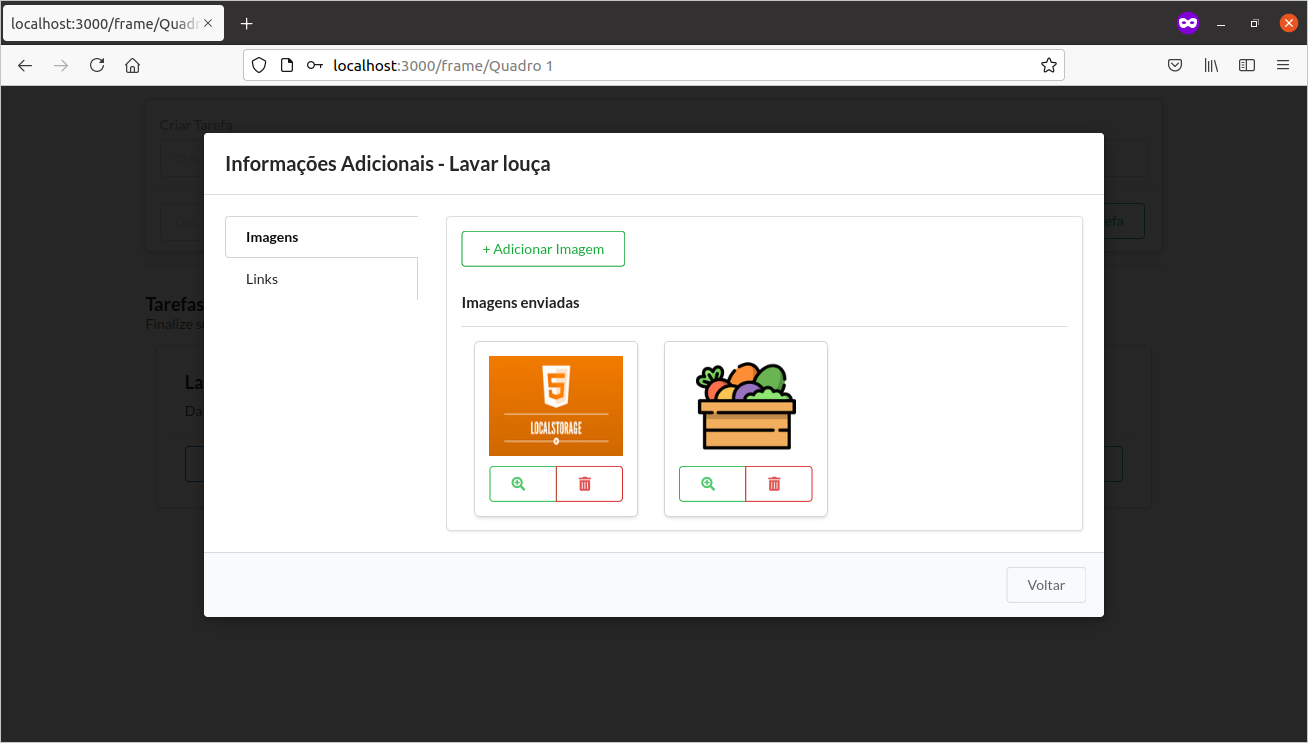 localhost:3000/frame/Quadr
localhost:3000/frame/Quadro 1
Criar Tarefa
Informações Adicionais - Lavar louça
Imagens
Links
+ Adicionar Imagem
Imagens enviadas
5
LOCALSTORAGE
Tarefas
Finalize s
La
Da
efa
Voltar